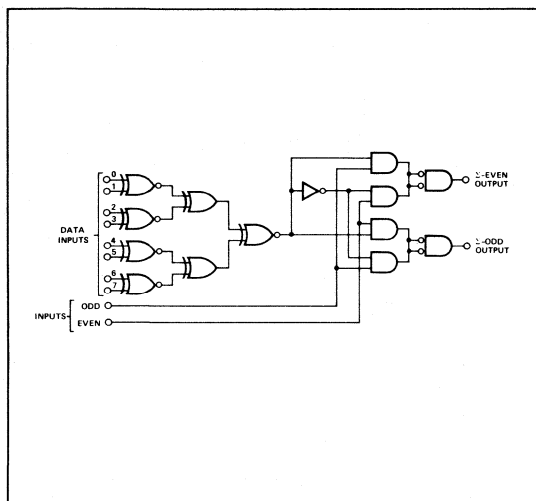 0
1
2
3
DATA
INPUTS
4
5
6
7
INPUTS
ODD
EVEN
Σ-EVEN
OUTPUT
Σ-ODD
OUTPUT